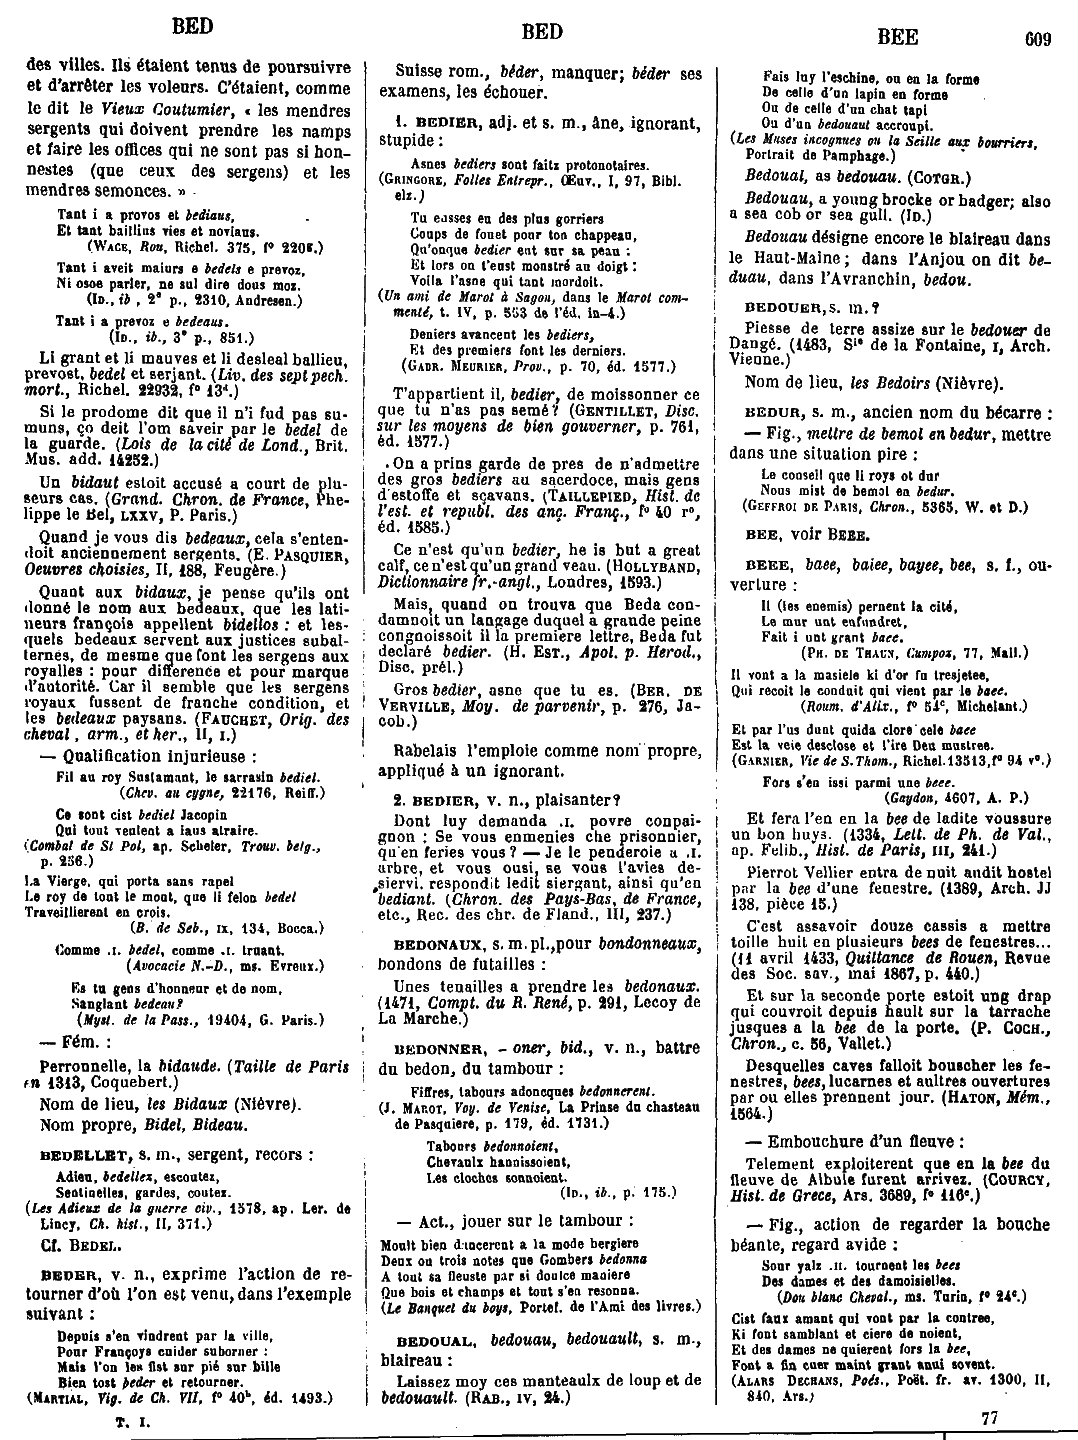 BED
des villes. Ils étaient tenus de poursuivre
et d'arrêter les voleurs. C'étaient, comme
le dit le Vieux Coutumier, « les mendres
sergents qui doivent prendre les namps
et faire les offices qui ne sont pas si hon-
nestes (que ceux des sergens) et les
mendres semonces. »
Tant i a provos et bediaus,
Et tant baillius vies et noviaus.
(WACE, Rou, Richel. 375, f° 220e.)
Tant i aveit maiurs e bedels e prevoz,
Ni osoe parler, ne sul dire dous moz.
(ID., ib, 2e p., 2310, Andresen.)
Tant i a prevoz e bedeaus.
(ID., ib., 3e p., 851.)
Li grant et li mauves et li desleal ballieu,
prevost, bedel et serjant. (Liv. des sept pech.
mort., Richel. 22932, f° 13d.)
Si le prodome dit que il n'i fud pas su-
muns, ço deit l'om saveir par le bedel de
la guarde. (Lois de la cité de Lond., Brit.
Mus. add. 14252.)
Un bidaut estoit accusé a court de plu-
seurs cas. (Grand. Chron. de France, Phe-
lippe le Bel, LXXV, P. Paris.)
Quand je vous dis bedeaux, cela s'enten-
doit anciennement sergents. (E. PASQUIER,
Oeuvres choisies, II, 188, Feugère.)
Quant aux bidaux, je pense qu'ils ont
donné le nom aux bedeaux, que les lati-
neurs françois appellent bidellos : et les-
quels bedeaux servent aux justices subal-
ternes, de mesme que font les sergens aux
royalles : pour différence et pour marque
d'autorité. Car il semble que les sergens
royaux fussent de franche condition, et
les bedeaux paysans. (FAUCHET, Orig. des
cheval, arm., et her., II, I.)
— Qualification injurieuse :
Fil au roy Sustamant, le sarrasin bediel.
(Chev. au cygne, 22176, Reiff.)
Ce sont cist bediel Jacopin
Qui tout veulent a iaus atraire.
(Combat de St Pol, ap. Scheler, Trouv. belg.,
p. 256.)
La Vierge, qui porta sans rapel
Le roy de tout le mont, que li felon bedel
Traveillierent en crois.
(B. de Seb., IX, 134, Bocca.)
Comme .I. bedel, comme .I. truant.
(Avocacie N.-D., ms. Evreux.)
Es tu gens d'honneur et de nom,
Sanglant bedeau?
(Myst. de la Pass., 19404, G. Paris.)
— Fém. :
Perronnelle, la bidaude. (Taille de Paris
en 1313, Coquebert.)
Nom de lieu, les Bidaux (Nièvre).
Nom propre, Bidel, Bideau.
BEDELLET, s. m., sergent, recors :
Adieu, bedellez, escoutez,
Sentinelles, gardes, coutez.
(Les Adieux de la guerre civ., 1578, ap. Ler. de
Lincy, Ch. hist., II, 371.)
Cf. BEDEL.
BEDER, v. n., exprime l'action de re-
tourner d'où l'on est venu, dans l'exemple
suivant :
Depuis s'en vindrent par la ville,
Pour Françoys cuider suborner :
Mais l'on les fist sur pié sur bille
Bien tost beder et retourner.
(MARTIAL, Vig. de Ch. VII, f° 40b, éd. 1493.)
T. I.
BED
Suisse rom., béder, manquer; béder ses
examens, les échouer.
1. BEDIER, adj. et s. m., âne, ignorant,
stupide :
Asnes bediers sont faitz protonotaires.
(GRINGORE, Folles Entrepr., Œuv., I, 97, Bibl.
elz.)
Tu eusses eu des plus gorriers
Coups de fouet pour ton chappeau,
Qu'onque bedier eut sur sa peau :
Et lors on t'eust monstré au doigt :
Voila l'asne qui tant mordoit.
(Un ami de Marot à Sagon, dans le Marot com-
menté, t. IV, p. 553 de l'éd. in-4.)
Deniers avancent les bediers,
Et des premiers font les derniers.
(GABR. MEURIER, Prov., p. 70, éd. 1577.)
T'appartient il, bedier, de moissonner ce
que tu n'as pas semé? (GENTILLET, Disc.
sur les moyens de bien gouverner, p. 761,
éd. 1577.)
On a prins garde de pres de n'admettre
des gros bediers au sacerdoce, mais gens
d'estoffe et sçavans. (TAILLEPIED, Hist. de
l'est. et republ. des anç. Franç., f° 40 r°,
éd. 1585.)
Ce n'est qu'un bedier, he is but a great
calf, ce n'est qu'un grand veau. (HOLLYBAND,
Dictionnaire fr.-angl., Londres, 1593.)
Mais, quand on trouva que Beda con-
damnoit un langage duquel a grande peine
congnoissoit il la premiere lettre, Beda fut
declaré bedier. (H. EST., Apol. p. Herod.,
Disc. prél.)
Gros bedier, asne que tu es. (BER. DE
VERVILLE, Moy. de parvenir, p. 276, Ja-
cob.)
Rabelais l'emploie comme nom propre,
appliqué à un ignorant.
2. BEDIER, v. n., plaisanter?
Dont luy demanda .I. povre conpai-
gnon : Se vous enmenies che prisonnier,
qu'en feries vous? — Je le penderoie a .I.
arbre, et vous ousi, se vous l'avies de-
siervi, respondit ledit siergant, ainsi qu'en
bediant. (Chron. des Pays-Bas, de France,
etc., Rec. des chr. de Fland., III, 237.)
BEDONAUX, s. m. pl., pour bondonneaux,
bondons de futailles :
Unes tenailles a prendre les bedonaux.
(1471, Compt. du R. René, p. 291, Lecoy de
La Marche.)
BEDONNER, - oner, bid., v. n., battre
du bedon, du tambour :
Fiffres, tabours adoncques bedonnerent.
(J. MAROT, Voy. de Venise, La Prinse du chasteau
de Pasquiere, p. 179, éd. 1731.)
Tabours bedonnoient,
Chevaulx hannissoient,
Les cloches sonnoient.
(ID., ib., p. 175.)
— Act., jouer sur le tambour :
Moult bien dancerent a la mode bergiere
Deux ou trois notes que Gombers bedonna
A tout sa fleuste par si doulce maniere
Que bois et champs et tout s'en resonna.
(Le Banquet du boys, Portef. de l'Ami des livres.)
BEDOUAL, bedouau, bedouault, s. m.,
blaireau :
Laissez moy ces manteaulx de loup et de
bedouault. (RAB., IV, 24.)
BEE 609
Fais luy l'eschine, ou en la forme
De celle d'un lapin en forme
Ou de celle d'un chat tapi
Ou d'un bedouaut accroupi.
(Les Muses incognues ou la Seille aux bourriers,
Portrait de Pamphage.)
Bedoual, as bedouau. (COTGR.)
Bedouau, a young brocke or badger; also
a sea cob or sea gull. (ID.)
Bedouau désigne encore le blaireau dans
le Haut-Maine; dans l'Anjou on dit be-
duau, dans l'Avranchin, bedou.
BEDOUER, s. m.?
Piesse de terre assize sur le bedouer de
Dangé. (1483, Ste de la Fontaine, I, Arch.
Vienne.)
Nom de lieu, les Bedoirs (Nièvre).
BEDUR, s. m., ancien nom du bécarre :
— Fig., mettre de bemol en bedur, mettre
dans une situation pire :
Le conseil que li roys ot dur
Nous mist de bemol en bedur.
(GEFFROI DE PARIS, Chron., 5365, W. et D.)
BEE, voir BEEE.
BEEE, baee, baiee, bayee, bee, s. f., ou-
verture :
Il (les enemis) pernent la cité,
Le mur unt enfundret,
Fait i unt grant baee.
(PH. DE THAUN, Cumpoz, 77, Mall.)
Il vont a la masiele ki d'or fu tresjetee,
Qui recoit le conduit qui vient par le baee.
(Roum. d'Alix., f° 51c, Michelant.)
Et par l'us dunt quida clore cele baee
Est la veie desclose et l'ire Deu mustree.
(GARNIER, Vie de S. Thom., Richel. 13513, f° 94 v°.)
Fors s'en issi parmi une beee.
(Gaydon, 4607, A. P.)
Et fera l'en en la bee de ladite voussure
un bon huys. (1334, Lett. de Ph. de Val.,
ap. Felib., Hist. de Paris, III, 241.)
Pierrot Vellier entra de nuit audit hostel
par la bee d'une fenestre. (1389, Arch. JJ
138, pièce 15.)
C'est assavoir douze cassis a mettre
toille huit en plusieurs bees de fenestres...
(11 avril 1433, Quittance de Rouen, Revue
des Soc. sav., mai 1867, p. 440.)
Et sur la seconde porte estoit ung drap
qui couvroit depuis hault sur la tarrache
jusques a la bee de la porte. (P. COCH.,
Chron., c. 56, Vallet.)
Desquelles caves falloit bouscher les fe-
nestres, bees, lucarnes et aultres ouvertures
par ou elles prennent jour. (HATON, Mém.,
1564.)
— Embouchure d'un fleuve :
Telement exploiterent que en la bee du
fleuve de Albule furent arrivez. (COURCY,
Hist. de Grece, Ars. 3689, f° 116c.)
— Fig., action de regarder la bouche
béante, regard avide :
Sour yalz .II. tournent les bees
Des dames et des damoisielles.
(Dou blanc Cheval., ms. Turin, f° 24c.)
Cist faux amant qui vont par la contree,
Ki font samblant et ciere de noient,
Et des dames ne quierent fors la bee,
Font a fin cuer maint grant anui sovent.
(ALARS DECHANS, Poés., Poët. fr. av. 1300, II,
840, Ars.)
77